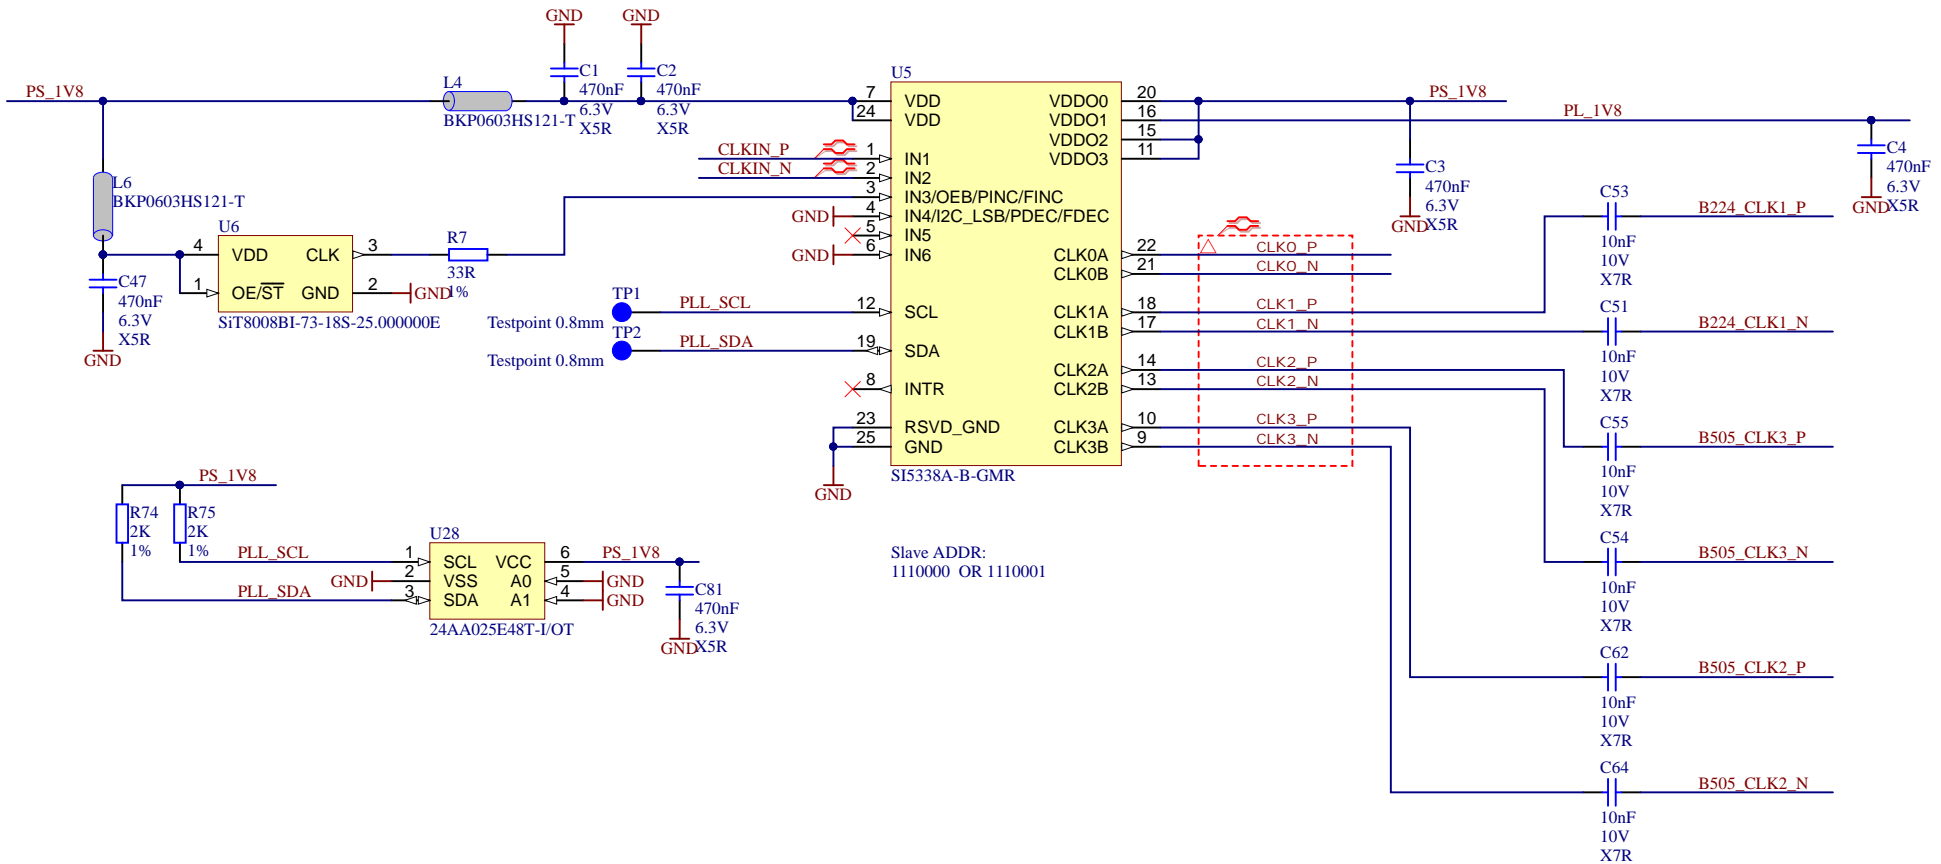 GND
GND
C1
470nF
6.3V
X5R
C2
470nF
6.3V
X5R
PS_1V8
L4
BKP0603HS121-T
L6
BKP0603HS121-T
U6
4 VDD CLK 3
1 OE/ST GND 2
SiT8008BI-73-18S-25.000000E
GND
C47
470nF
6.3V
X5R
GND
R7
33R
1%
U5
7 VDD VDDO0 20
24 VDD VDDO1 16
VDDO2 15
VDDO3 11
CLKIN_P 1 IN1
CLKIN_N 2 IN2
3 IN3/OEB/PINC/FINC
GND 4 IN4/I2C_LSB/PDEC/FDEC
5 IN5
GND 6 IN6
CLK0A 22 CLK0_P
CLK0B 21 CLK0_N
TP1
Testpoint 0.8mm
PLL_SCL 12 SCL
TP2
Testpoint 0.8mm
PLL_SDA 19 SDA
CLK1A 18 CLK1_P
CLK1B 17 CLK1_N
CLK2A 14 CLK2_P
CLK2B 13 CLK2_N
8 INTR
23 RSVD_GND
25 GND
CLK3A 10 CLK3_P
CLK3B 9 CLK3_N
GND
SI5338A-B-GMR
Slave ADDR:
1110000 OR 1110001
PS_1V8
PL_1V8
C3
470nF
6.3V
X5R
GND
C4
470nF
6.3V
X5R
GND
C53
10nF
10V
X7R
B224_CLK1_P
C51
10nF
10V
X7R
B224_CLK1_N
C55
10nF
10V
X7R
B505_CLK3_P
C54
10nF
10V
X7R
B505_CLK3_N
C62
10nF
10V
X7R
B505_CLK2_P
C64
10nF
10V
X7R
B505_CLK2_N
PS_1V8
R74
2K
1%
R75
2K
1%
U28
PLL_SCL 1 SCL VCC 6 PS_1V8
GND 2 VSS A0 5 GND
PLL_SDA 3 SDA A1 4 GND
24AA025E48T-I/OT
C81
470nF
6.3V
X5R
GND